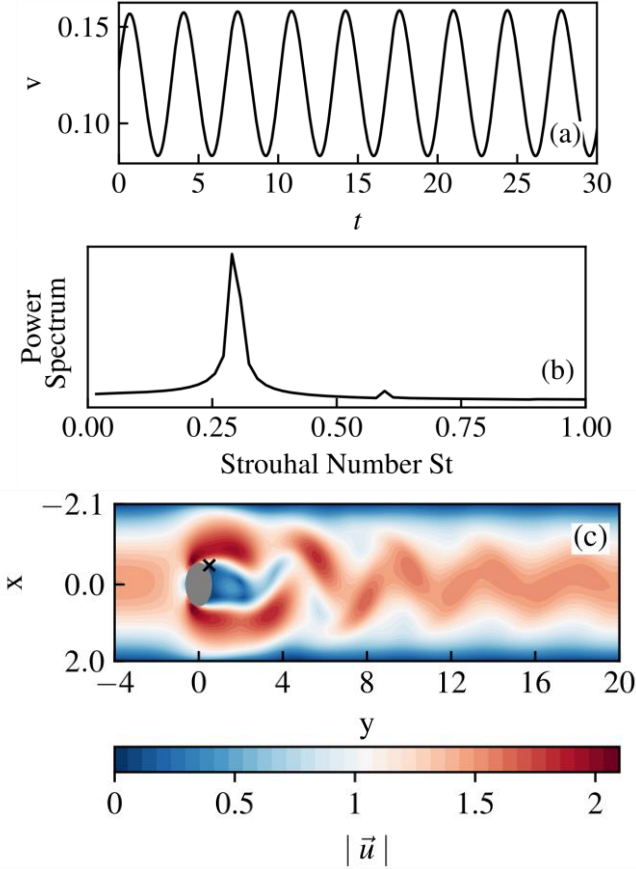 0.15
0.10
v
(a)
0 5 10 15 20 25 30
t
Power
Spectrum
(b)
0.00 0.25 0.50 0.75 1.00
Strouhal Number St
−2.1
0.0
2.0
x
(c)
−4 0 4 8 12 16 20
y
0 0.5 1 1.5 2
| u⃗ |